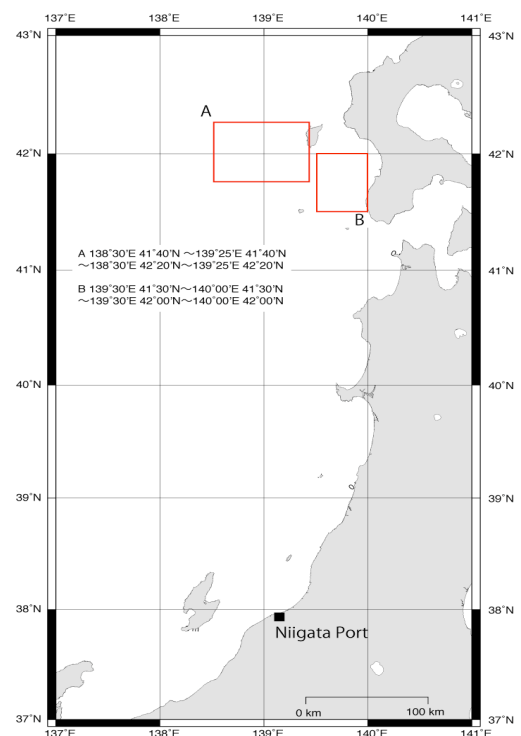 137˚E 138˚E 139˚E 140˚E 141˚E
43˚N 43˚N
A
42˚N 42˚N
B
A 138˚30'E 41˚40'N ～139˚25'E 41˚40'N
～138˚30'E 42˚20'N～139˚25'E 42˚20'N
41˚N 41˚N
B 139˚30'E 41˚30'N～140˚00'E 41˚30'N
～139˚30'E 42˚00'N～140˚00'E 42˚00'N
40˚N 40˚N
39˚N 39˚N
38˚N 38˚N
Niigata Port
0 km 100 km
37˚N 37˚N
137˚E 138˚E 139˚E 140˚E 141˚E